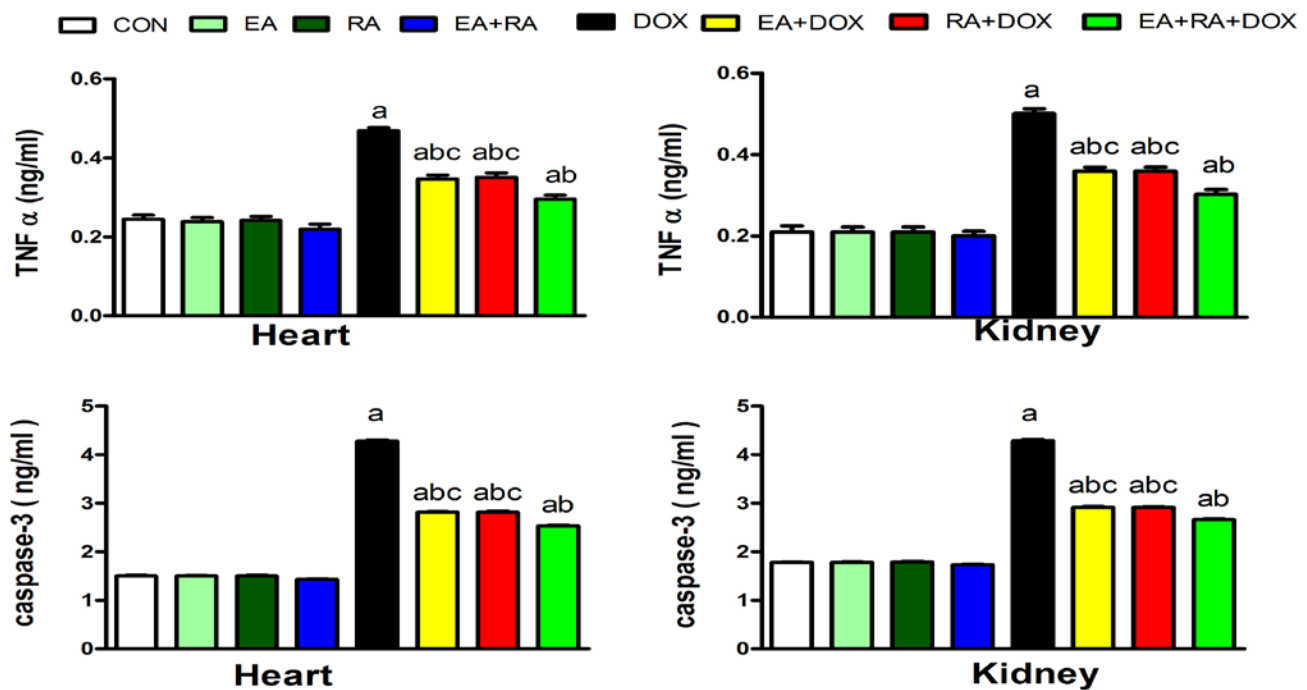 CON EA RA EA+RA DOX EA+DOX RA+DOX EA+RA+DOX
TNF α (ng/ml)
0.6
0.4
0.2
0.0
a
abc
abc
ab
Heart
TNF α (ng/ml)
0.6
0.4
0.2
0.0
a
abc
abc
ab
Kidney
caspase-3 ( ng/ml)
5
4
3
2
1
0
a
abc
abc
ab
Heart
caspase-3 ( ng/ml)
5
4
3
2
1
0
a
abc
abc
ab
Kidney